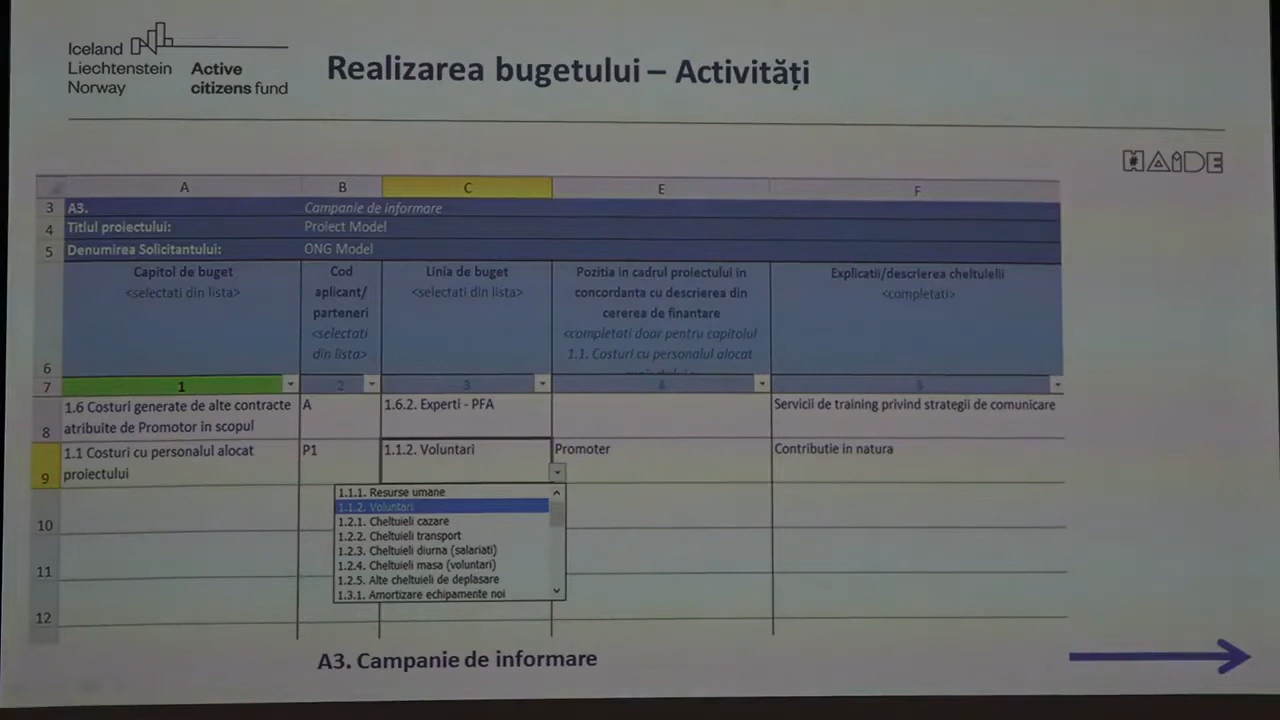 Iceland
Liechtenstein
Norway
Active
citizens fund
Realizarea bugetului – Activități
HAIDE
A B C E F
3 A3. Campanie de informare
4 Titlul proiectului: Proiect Model
5 Denumirea Solicitantului: ONG Model
Capitol de buget
<selectati din lista>
Cod
aplicant/
parteneri
<selectati
din lista>
Linia de buget
<selectati din lista>
Pozitia in cadrul proiectului in
concordanta cu descrierea din
cererea de finantare
<completati doar pentru capitolul
1.1. Costuri cu personalul alocat
Explicatii/descrierea cheltuielii
<completati>
6
7 1 2 3 4 5
8 1.6 Costuri generate de alte contracte
atribuite de Promotor in scopul
A
1.6.2. Experti - PFA
Servicii de training privind strategii de comunicare
9 1.1 Costuri cu personalul alocat
proiectului
P1
1.1.2. Voluntari
Promoter
Contributie in natura
1.1.1. Resurse umane
1.1.2. Voluntari
1.2.1. Cheltuieli cazare
1.2.2. Cheltuieli transport
1.2.3. Cheltuieli diurna (salariati)
1.2.4. Cheltuieli masa (voluntari)
1.2.5. Alte cheltuieli de deplasare
1.3.1. Amortizare echipamente noi
10
11
12
A3. Campanie de informare